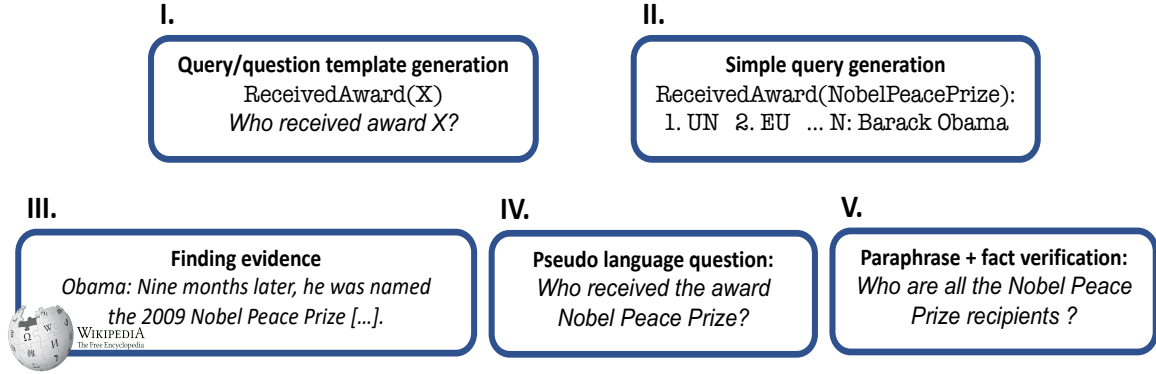 I.
Query/question template generation
ReceivedAward(X)
Who received award X?
II.
Simple query generation
ReceivedAward(NobelPeacePrize):
1. UN 2. EU ... N: Barack Obama
III.
Finding evidence
Obama: Nine months later, he was named
the 2009 Nobel Peace Prize [...].
WIKIPEDIA
The Free Encyclopedia
IV.
Pseudo language question:
Who received the award
Nobel Peace Prize?
V.
Paraphrase + fact verification:
Who are all the Nobel Peace
Prize recipients ?